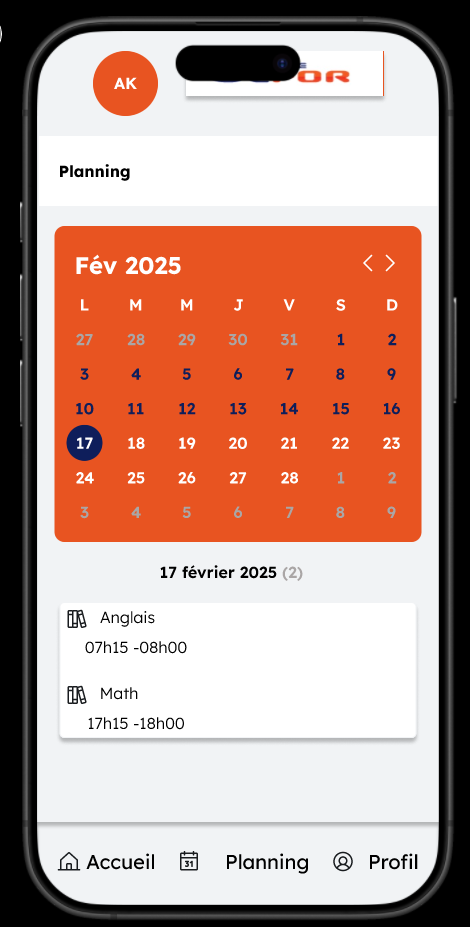 AK
Planning
Fév 2025
L M M J V S D
27 28 29 30 31 1 2
3 4 5 6 7 8 9
10 11 12 13 14 15 16
17 18 19 20 21 22 23
24 25 26 27 28 1 2
3 4 5 6 7 8 9
17 février 2025 (2)
Anglais
07h15 -08h00
Math
17h15 -18h00
Accueil 31 Planning Profil